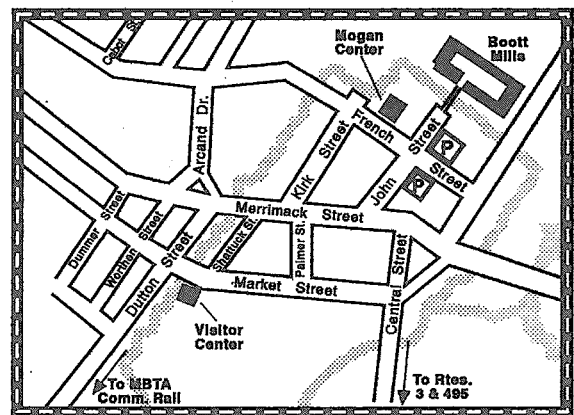 Cabot St.
Mogan
Center
Boott
Mills
Arcand Dr.
French
Street
Kirk
Street
John
Street
P
P
Merrimack Street
Dummer Street
Worthen Street
Dutton Street
Shattuck St.
Palmer St.
Market Street
Central Street
Visitor
Center
To MBTA
Comm. Rail
To Rtes.
3 & 495